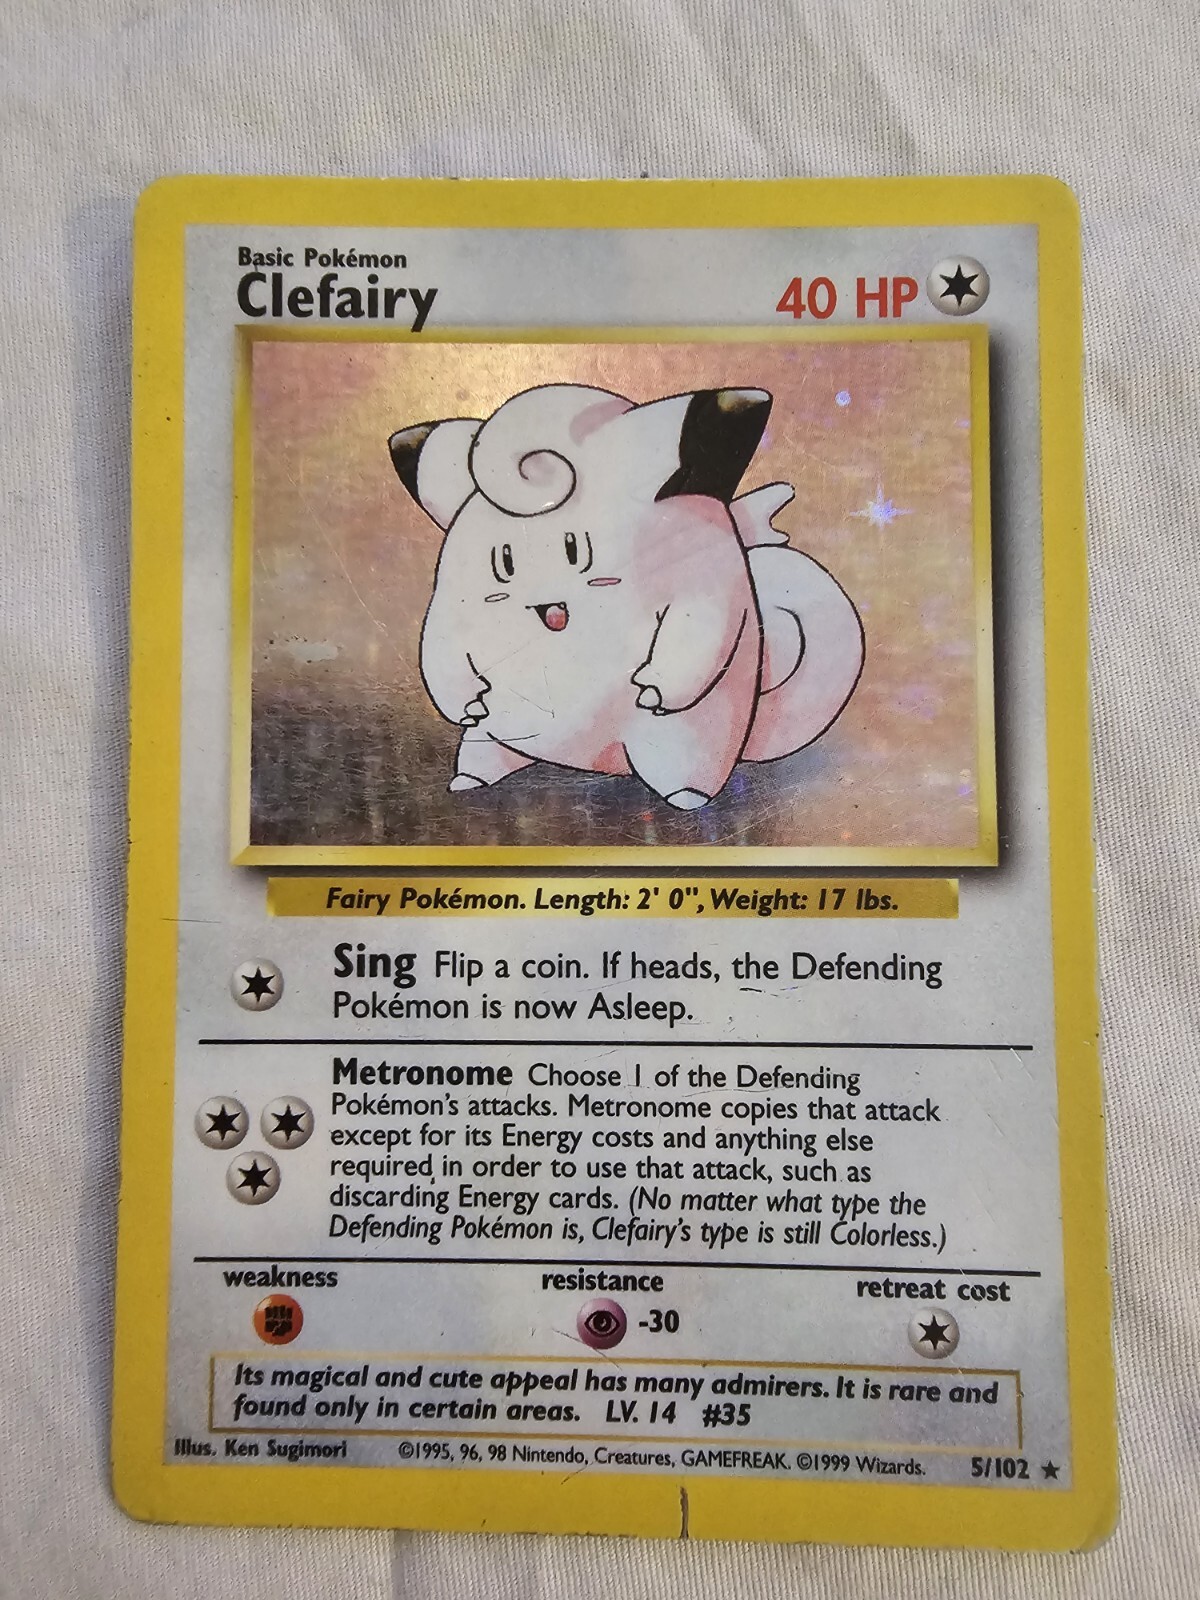 Basic Pokémon
Clefairy
40 HP
Fairy Pokémon. Length: 2' 0", Weight: 17 lbs.
Sing Flip a coin. If heads, the Defending
Pokémon is now Asleep.
Metronome Choose 1 of the Defending
Pokémon's attacks. Metronome copies that attack
except for its Energy costs and anything else
required in order to use that attack, such as
discarding Energy cards. (No matter what type the
Defending Pokémon is, Clefairy's type is still Colorless.)
weakness resistance retreat cost
-30
Its magical and cute appeal has many admirers. It is rare and
found only in certain areas. LV. 14 #35
Illus. Ken Sugimori ©1995, 96, 98 Nintendo, Creatures, GAMEFREAK. ©1999 Wizards. 5/102 ★